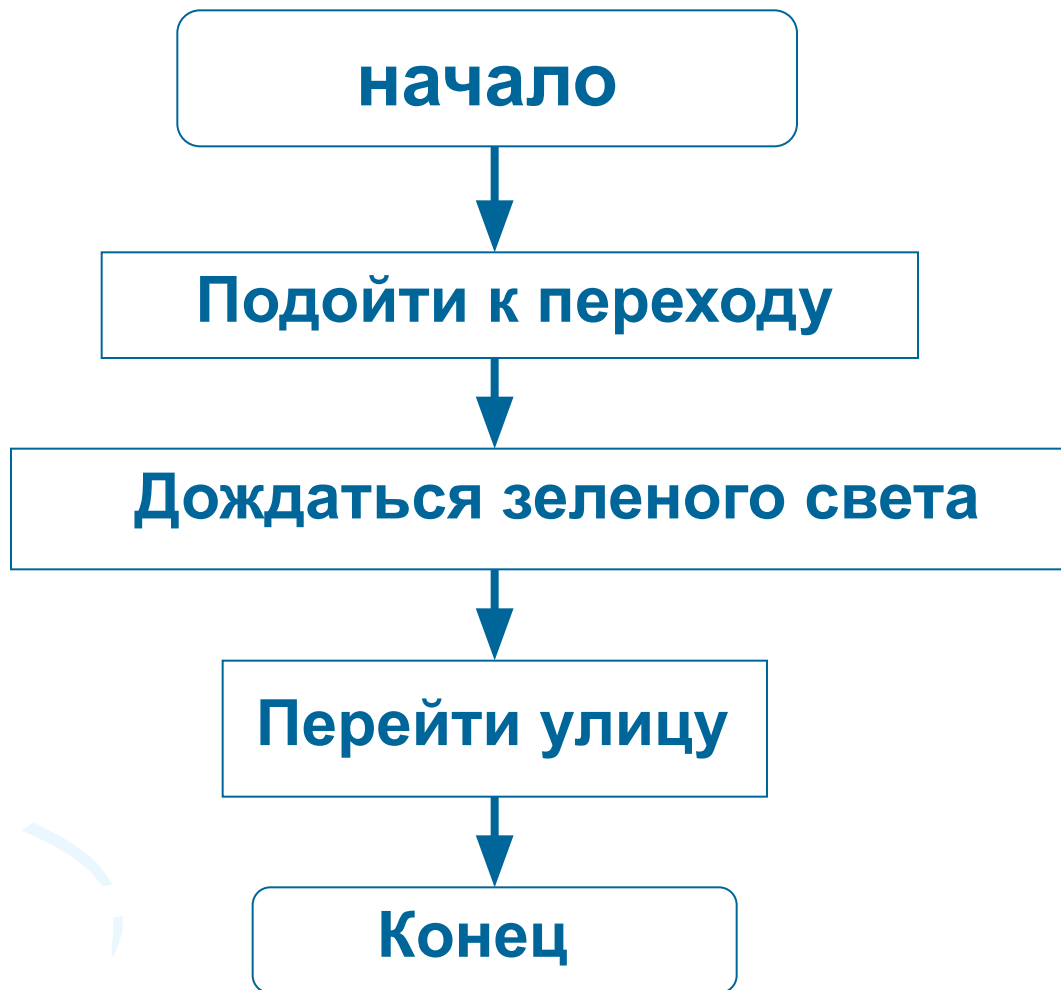 начало
Подойти к переходу
Дождаться зеленого света
Перейти улицу
Конец